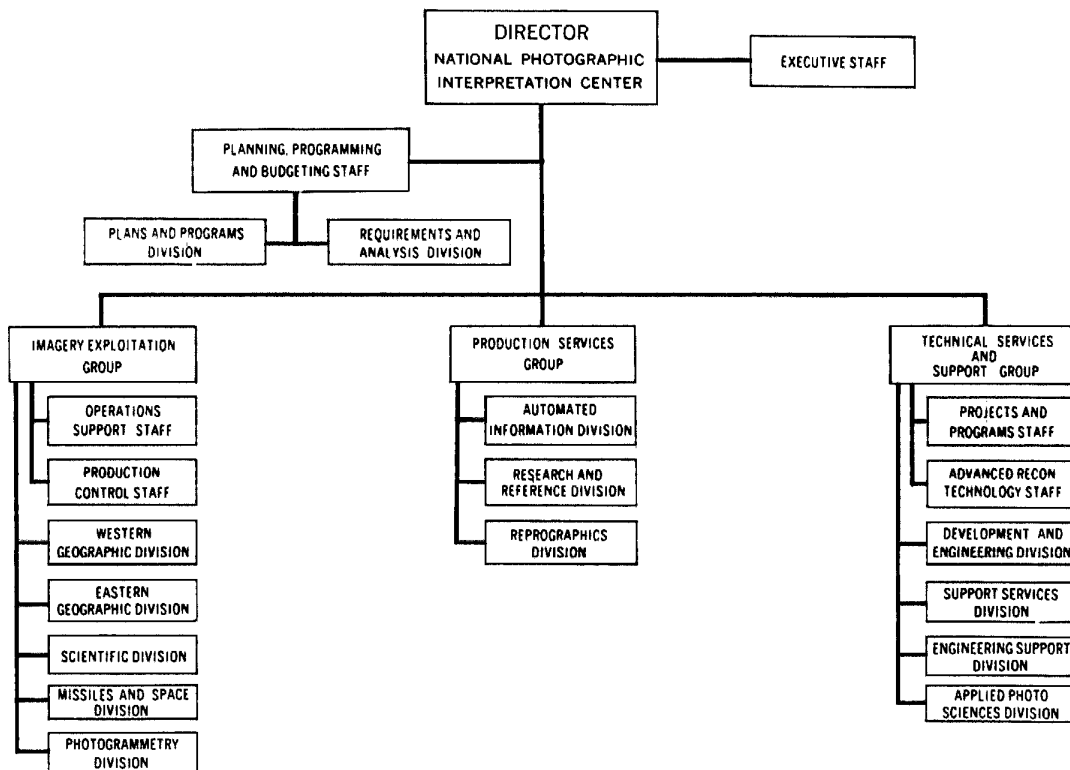 DIRECTOR
NATIONAL PHOTOGRAPHIC
INTERPRETATION CENTER
EXECUTIVE STAFF
PLANNING, PROGRAMMING
AND BUDGETING STAFF
PLANS AND PROGRAMS
DIVISION
REQUIREMENTS AND
ANALYSIS DIVISION
IMAGERY EXPLOITATION
GROUP
OPERATIONS
SUPPORT STAFF
PRODUCTION
CONTROL STAFF
WESTERN
GEOGRAPHIC DIVISION
EASTERN
GEOGRAPHIC DIVISION
SCIENTIFIC DIVISION
MISSILES AND SPACE
DIVISION
PHOTOGRAMMETRY
DIVISION
PRODUCTION SERVICES
GROUP
AUTOMATED
INFORMATION DIVISION
RESEARCH AND
REFERENCE DIVISION
REPROGRAPHICS
DIVISION
TECHNICAL SERVICES
AND
SUPPORT GROUP
PROJECTS AND
PROGRAMS STAFF
ADVANCED RECON
TECHNOLOGY STAFF
DEVELOPMENT AND
ENGINEERING DIVISION
SUPPORT SERVICES
DIVISION
ENGINEERING SUPPORT
DIVISION
APPLIED PHOTO
SCIENCES DIVISION